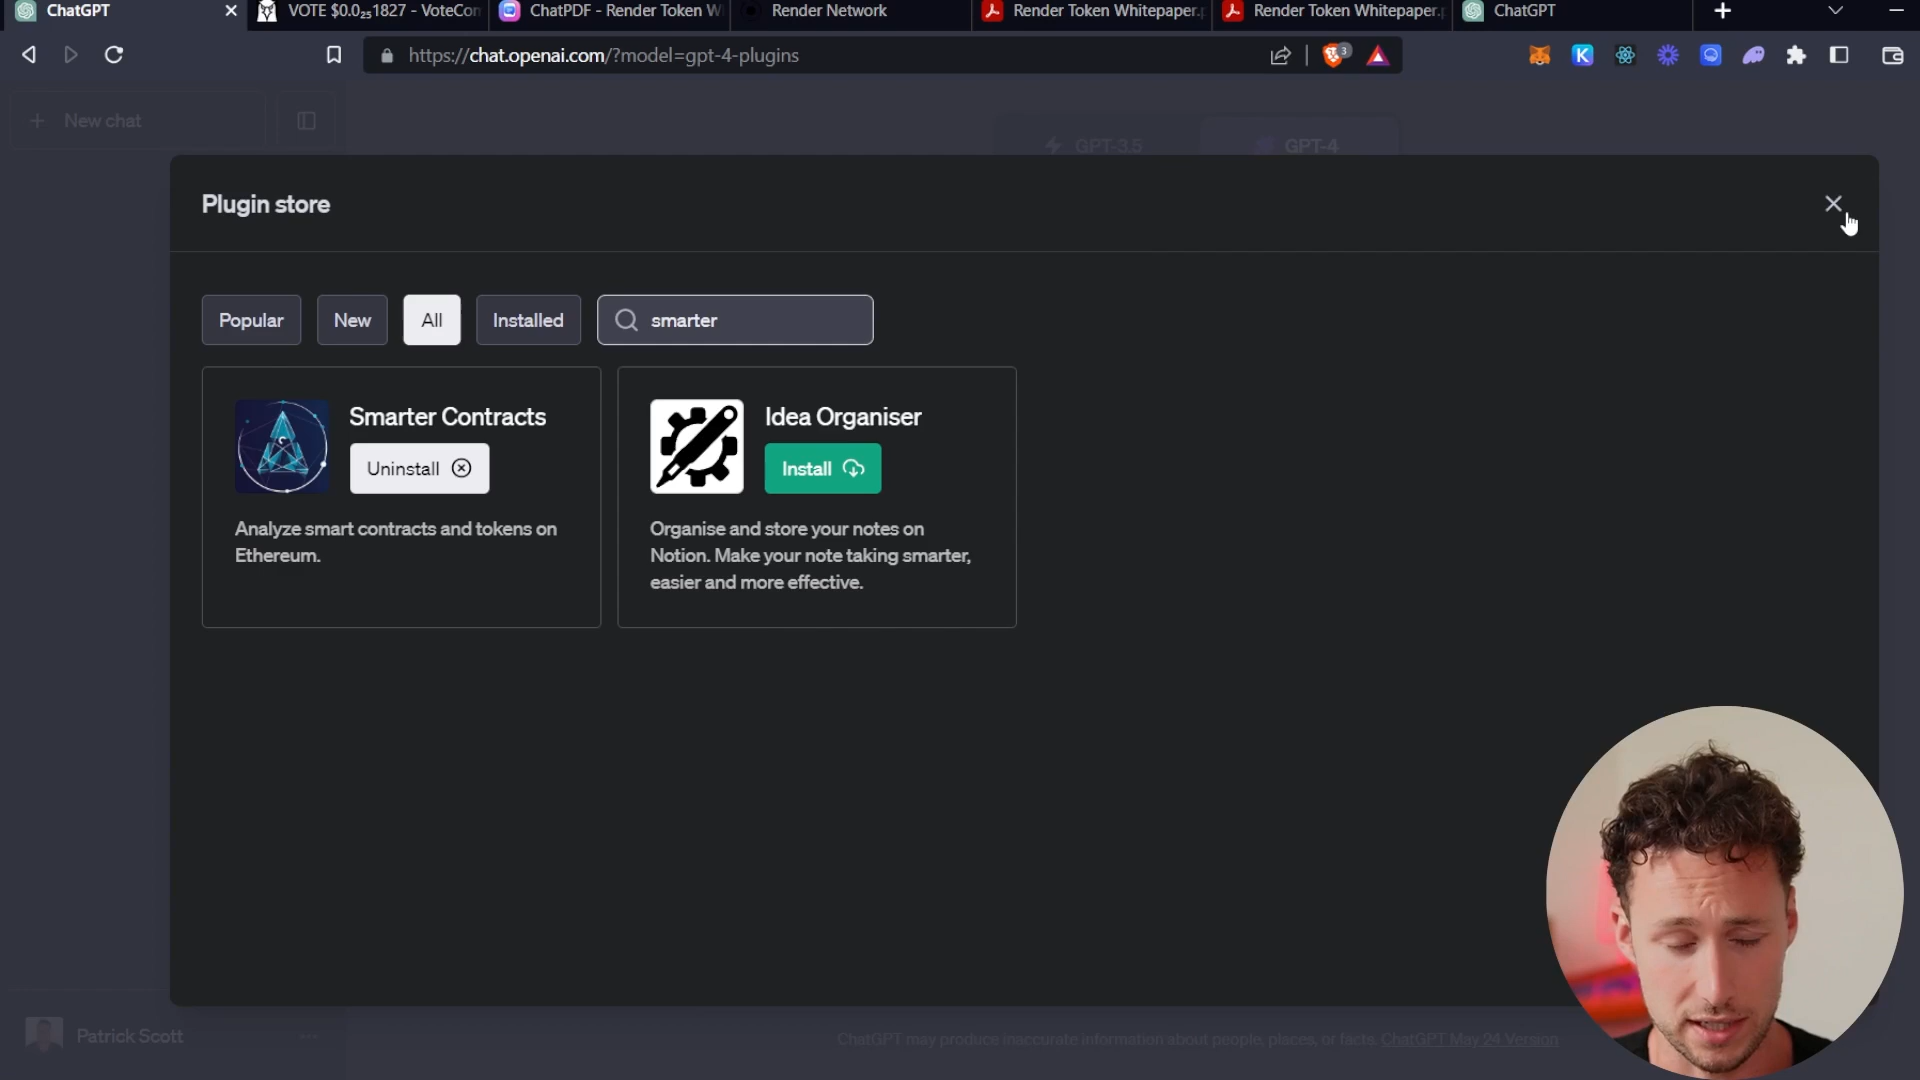 ChatGPT
VOTE $0.0₂₅1827 - VoteCon
ChatPDF - Render Token W
Render Network
Render Token Whitepaper.p
Render Token Whitepaper.p
ChatGPT
https://chat.openai.com/?model=gpt-4-plugins
3
K
New chat
GPT-3.5
GPT-4
Plugin store
Popular
New
All
Installed
smarter
Smarter Contracts
Uninstall
Analyze smart contracts and tokens on
Ethereum.
Idea Organiser
Install
Organise and store your notes on
Notion. Make your note taking smarter,
easier and more effective.
Patrick Scott
ChatGPT may produce inaccurate information about people, places, or facts. ChatGPT May 24 Version